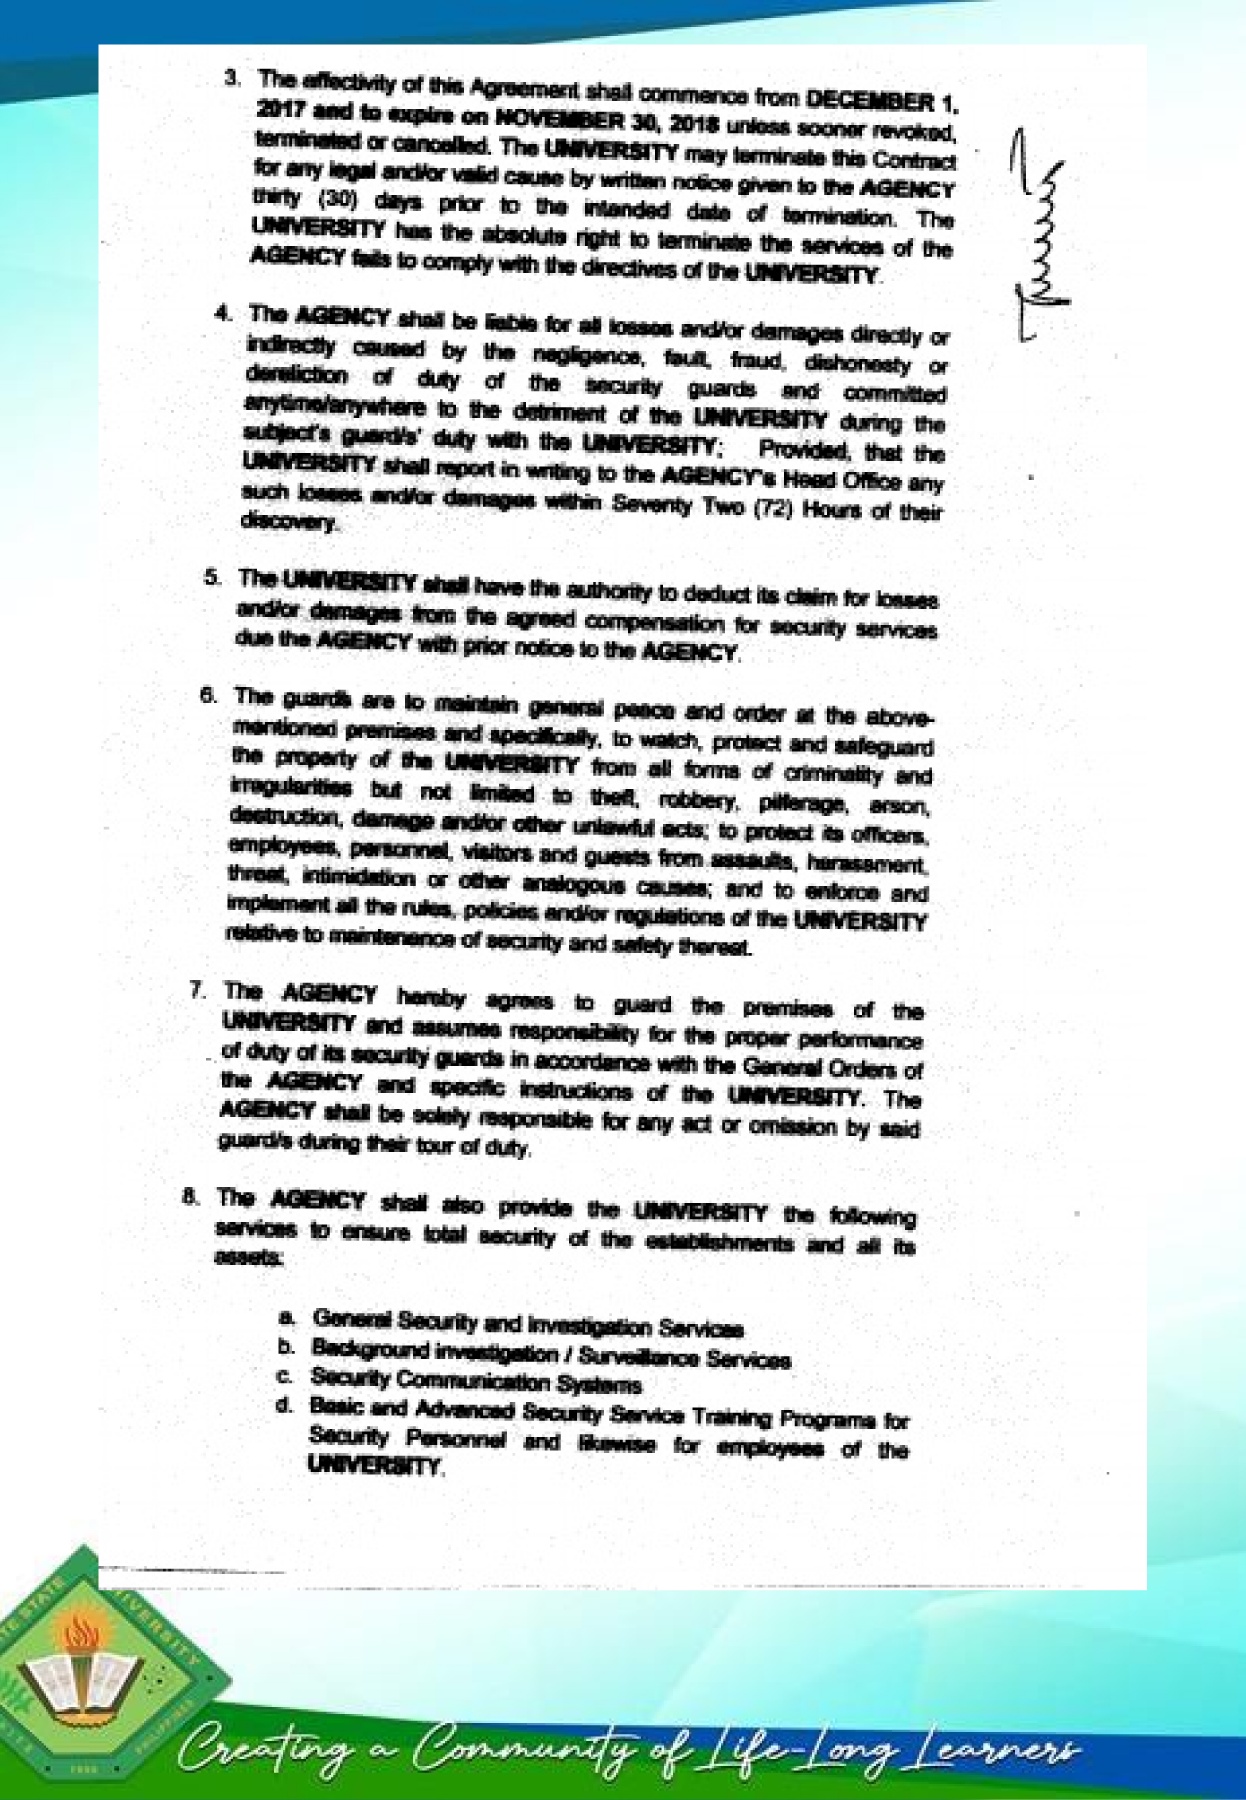 3. The effectivity of this Agreement shall commence from DECEMBER 1,
2017 and to expire on NOVEMBER 30, 2018 unless sooner revoked,
terminated or cancelled. The UNIVERSITY may terminate this Contract
for any legal and/or valid cause by written notice given to the AGENCY
thirty (30) days prior to the intended date of termination. The
UNIVERSITY has the absolute right to terminate the services of the
AGENCY fails to comply with the directives of the UNIVERSITY.
4. The AGENCY shall be liable for all losses and/or damages directly or
indirectly caused by the negligence, fault, fraud, dishonesty or
dereliction of duty of the security guards and committed
anytime/anywhere to the detriment of the UNIVERSITY during the
subject's guard/s' duty with the UNIVERSITY; Provided, that the
UNIVERSITY shall report in writing to the AGENCY's Head Office any
such losses and/or damages within Seventy Two (72) Hours of their
discovery.
5. The UNIVERSITY shall have the authority to deduct its claim for losses
and/or damages from the agreed compensation for security services
due the AGENCY with prior notice to the AGENCY.
6. The guards are to maintain general peace and order at the above-
mentioned premises and specifically, to watch, protect and safeguard
the property of the UNIVERSITY from all forms of criminality and
irregularities but not limited to theft, robbery, pilferage, arson,
destruction, damage and/or other unlawful acts; to protect its officers,
employees, personnel, visitors and guests from assaults, harassment,
threat, intimidation or other analogous causes; and to enforce and
implement all the rules, policies and/or regulations of the UNIVERSITY
relative to maintenance of security and safety thereat.
7. The AGENCY hereby agrees to guard the premises of the
UNIVERSITY and assumes responsibility for the proper performance
of duty of its security guards in accordance with the General Orders of
the AGENCY and specific instructions of the UNIVERSITY. The
AGENCY shall be solely responsible for any act or omission by said
guard/s during their tour of duty.
8. The AGENCY shall also provide the UNIVERSITY the following
services to ensure total security of the establishments and all its
assets:
a. General Security and Investigation Services
b. Background investigation / Surveillance Services
c. Security Communication Systems
d. Basic and Advanced Security Service Training Programs for
Security Personnel and likewise for employees of the
UNIVERSITY.
STATE UNIVERSITY
PHILIPPINES
Creating a Community of Life-Long Learners